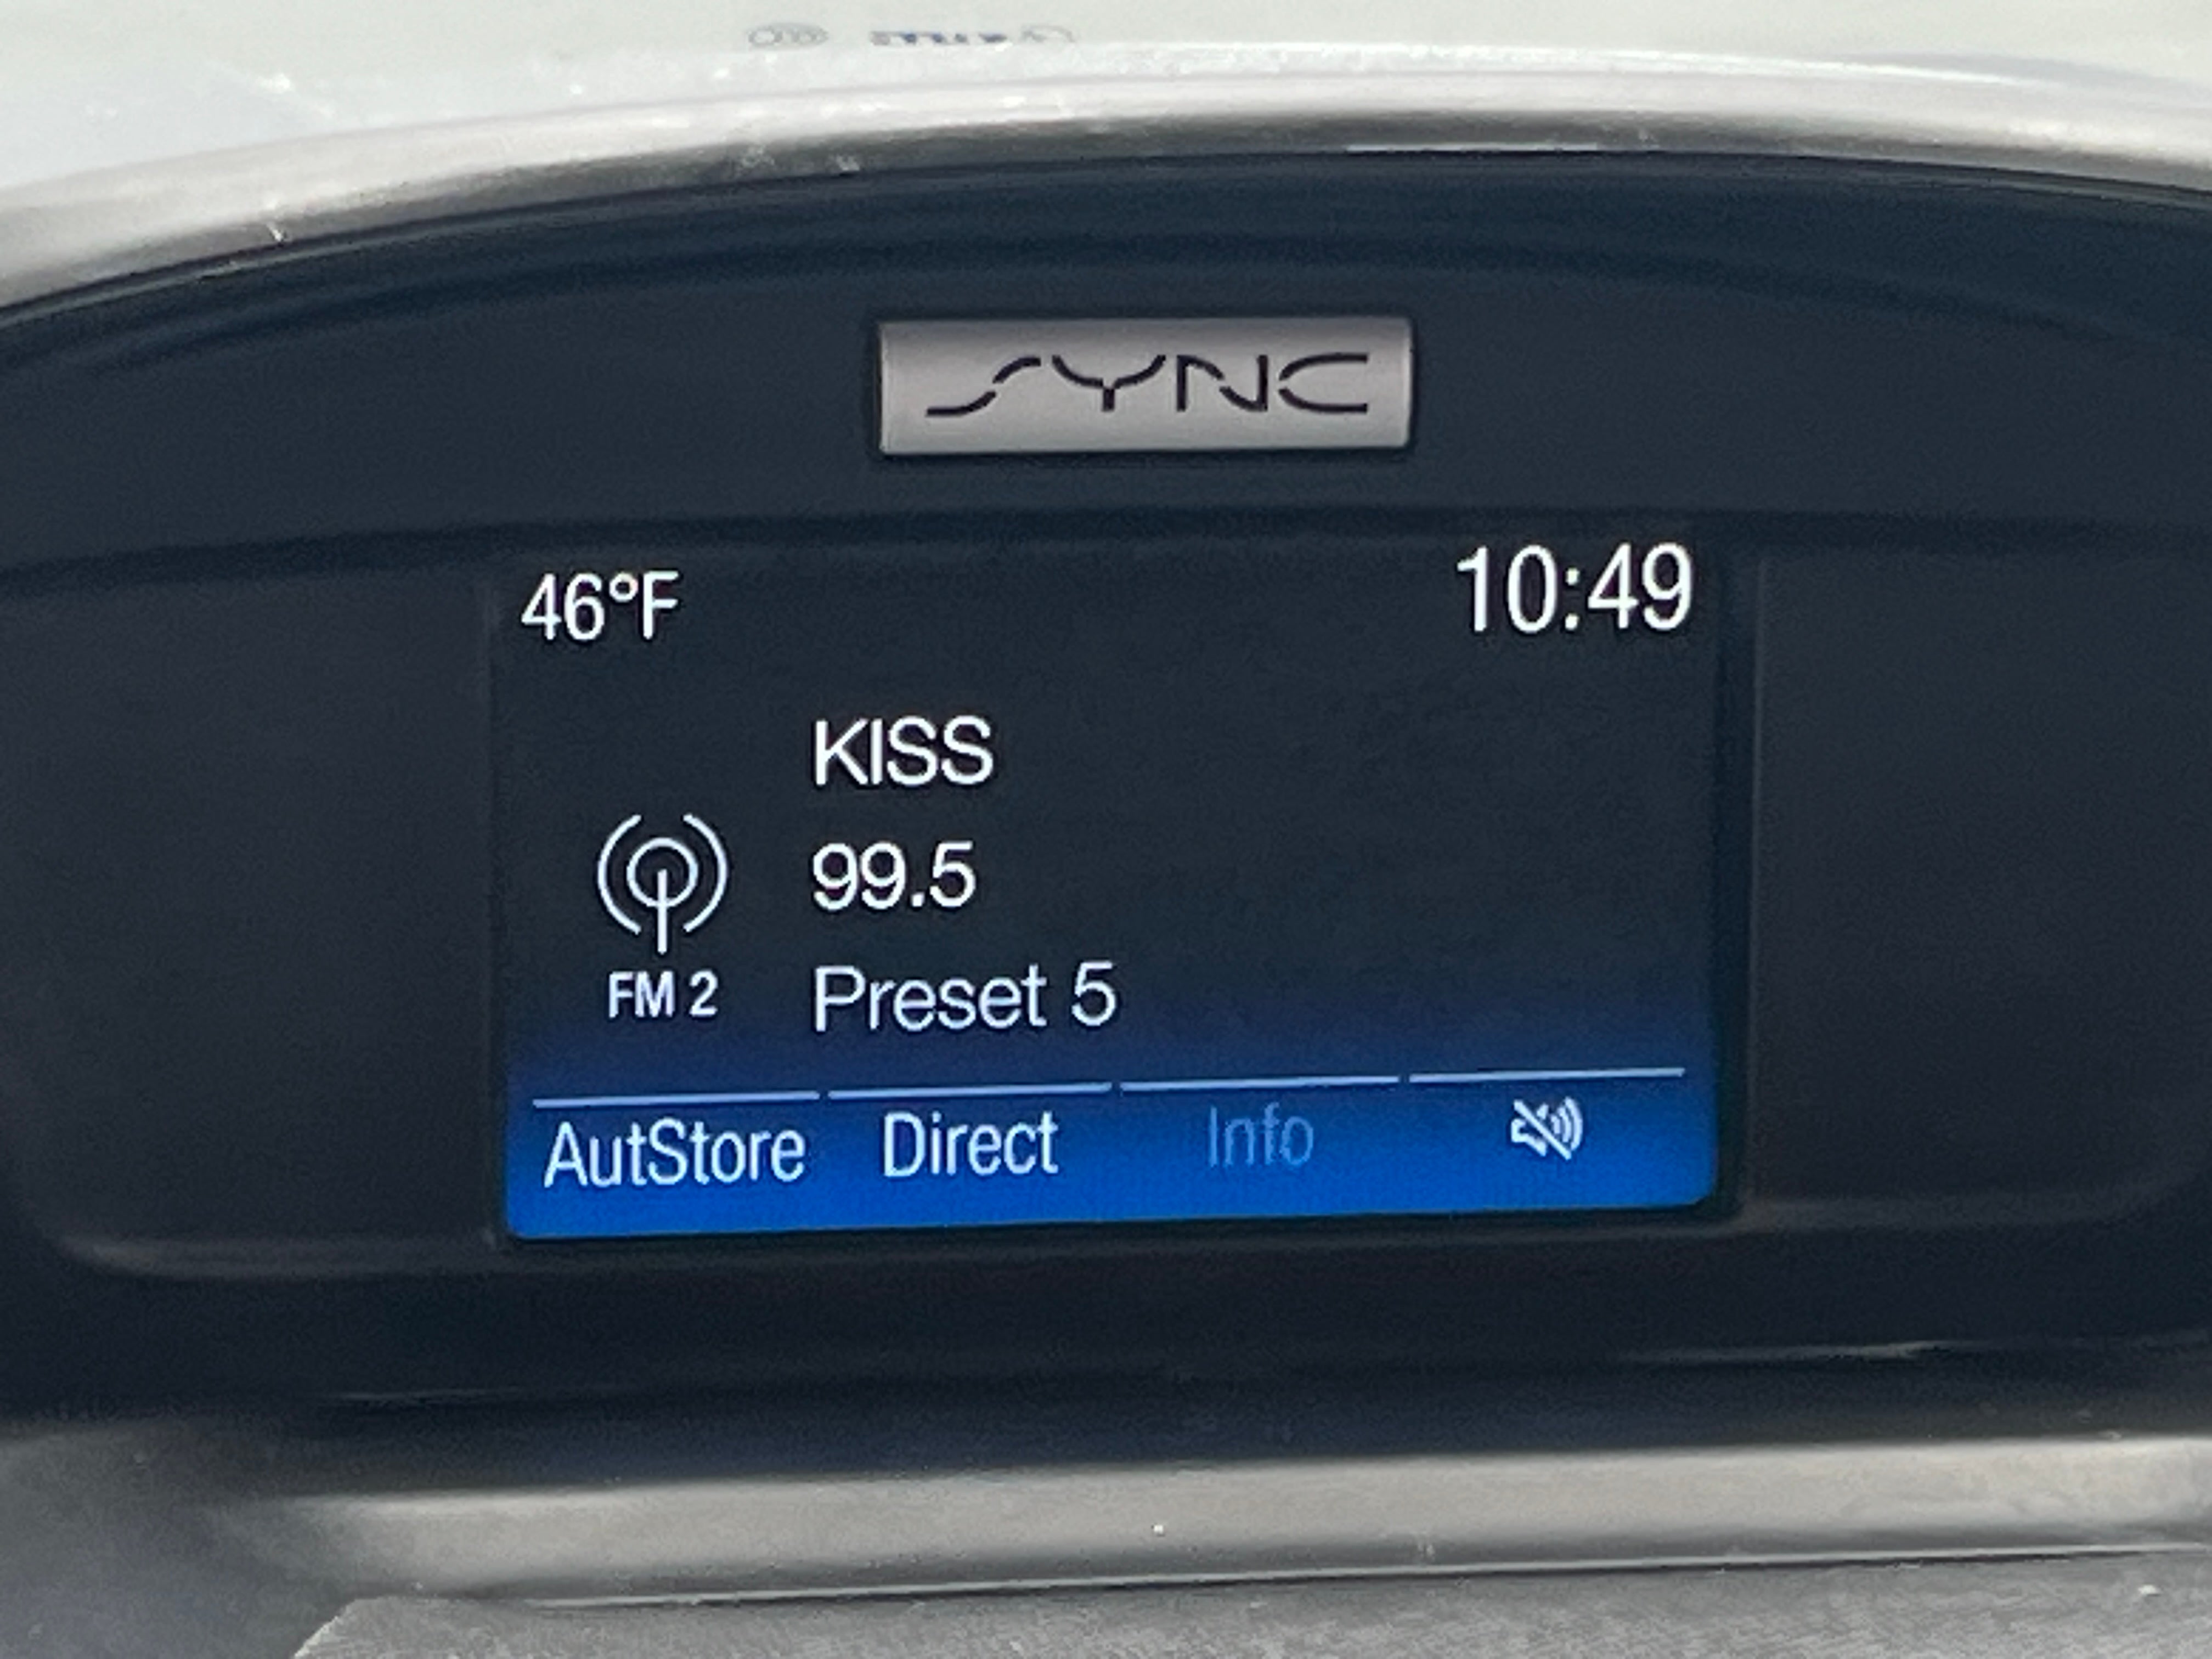 SYNC
46°F 10:49
KISS
99.5
FM 2 Preset 5
AutStore Direct Info